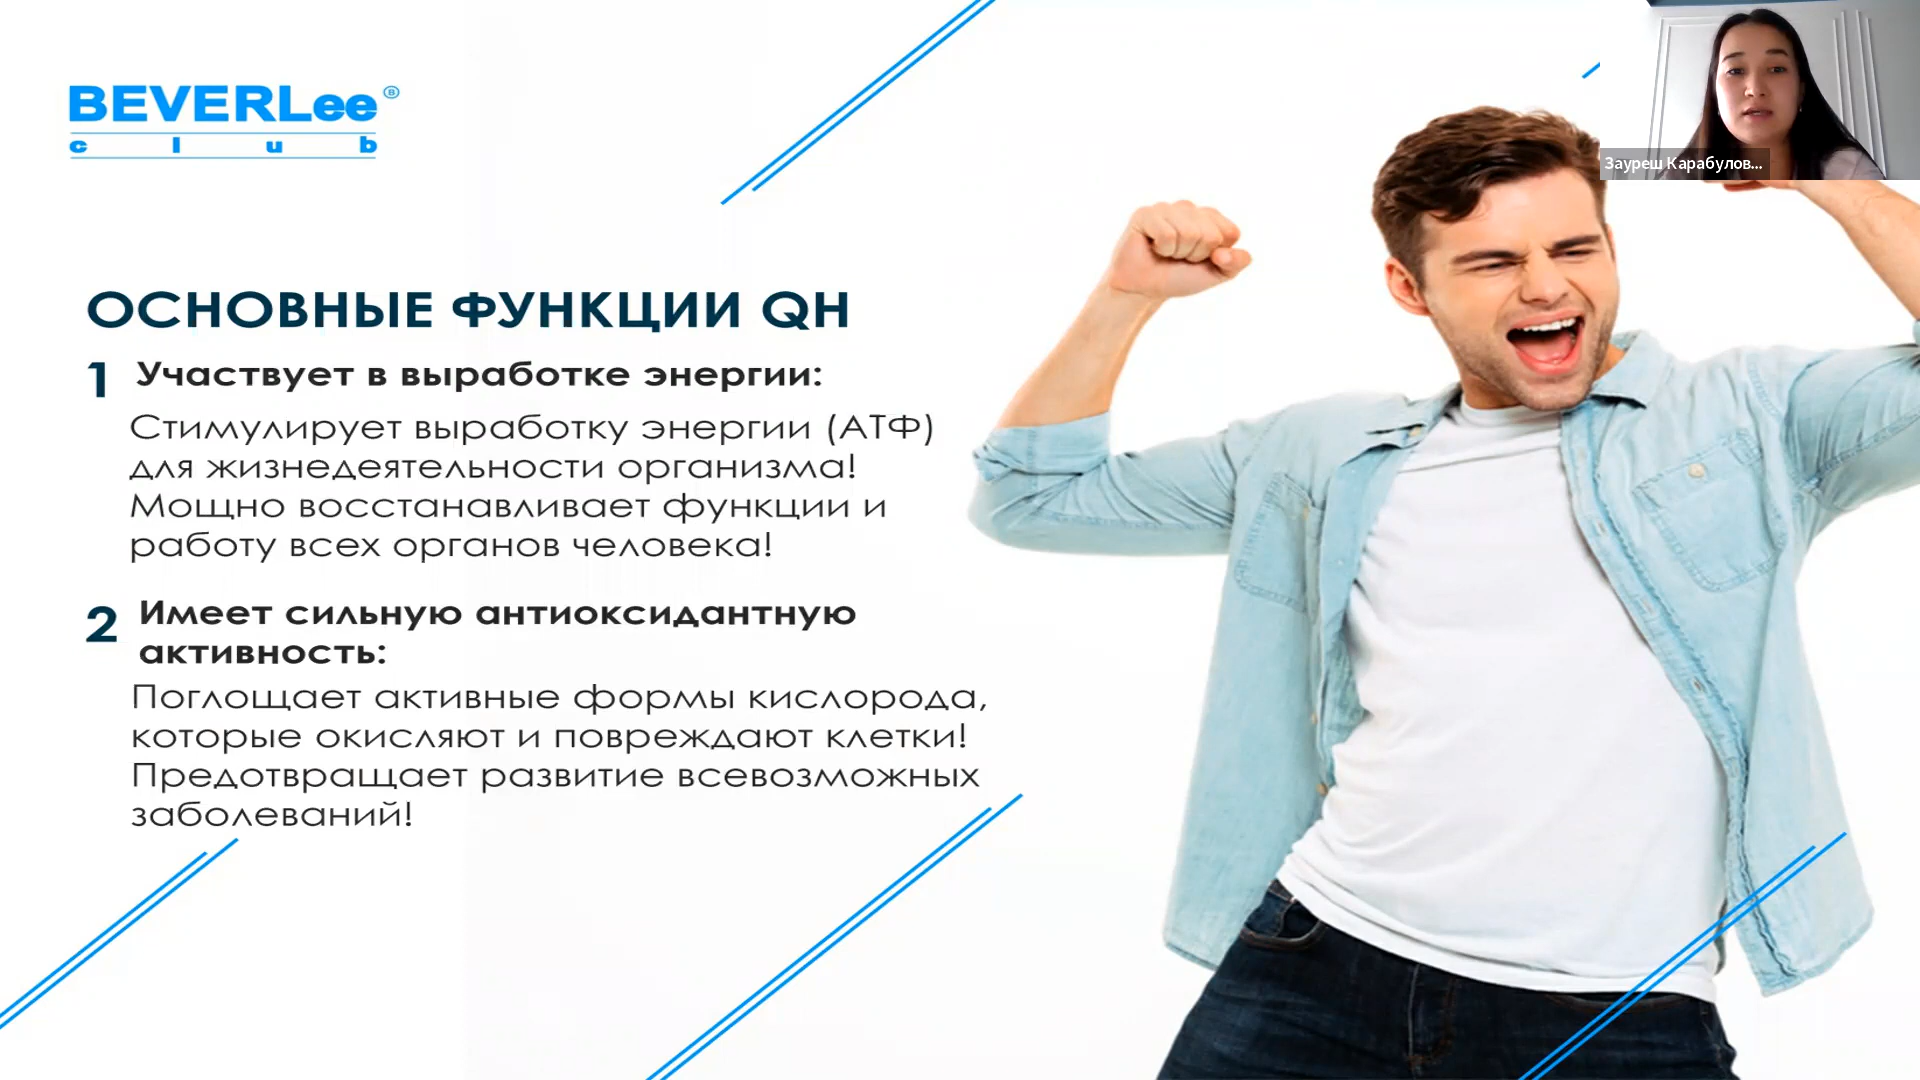 BEVERLee®
club
Зауреш Карабулов...
ОСНОВНЫЕ ФУНКЦИИ QH
1 Участвует в выработке энергии:
Стимулирует выработку энергии (АТФ)
для жизнедеятельности организма!
Мощно восстанавливает функции и
работу всех органов человека!
2 Имеет сильную антиоксидантную
активность:
Поглощает активные формы кислорода,
которые окисляют и повреждают клетки!
Предотвращает развитие всевозможных
заболеваний!